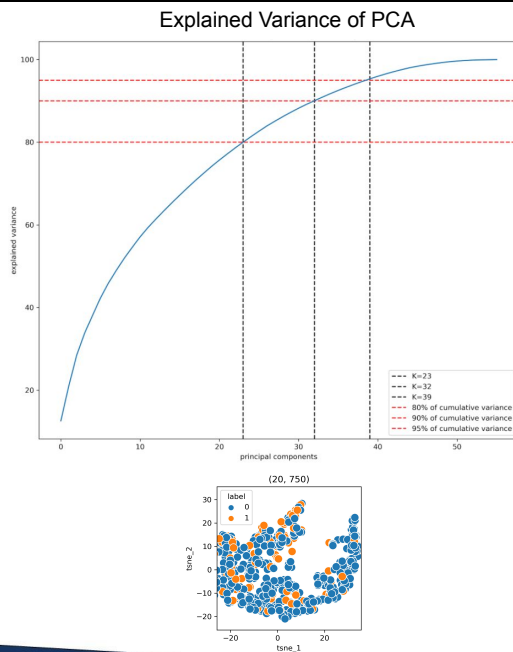 Explained Variance of PCA
100
80
60
40
20
explained variance
0
10
20
30
40
50
principal components
K=23
K=32
K=39
80% of cumulative variance
90% of cumulative variance
95% of cumulative variance
(20, 750)
label
0
1
30
20
10
0
−10
−20
tsne_2
−20
0
20
tsne_1